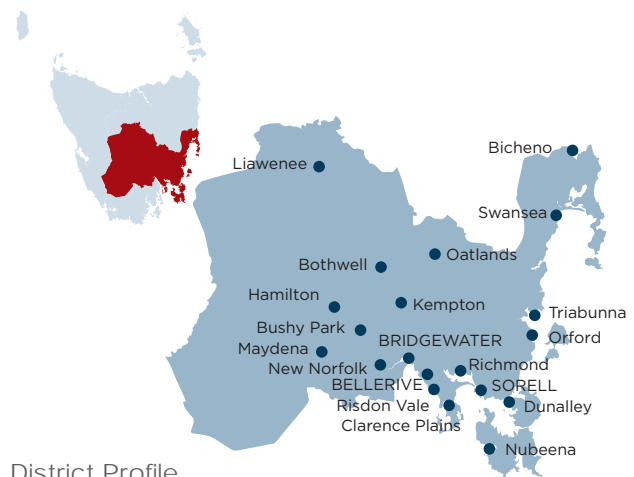 Bicheno
Liawenee
Swansea
Oatlands
Bothwell
Hamilton
Kempton
Triabunna
Bushy Park
Orford
BRIDGEWATER
Maydena
New Norfolk
Richmond
BELLERIVE
SORELL
Risdon Vale
Dunalley
Clarence Plains
Nubeena
District Profile